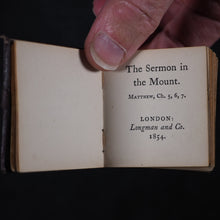 The Sermon in
the Mount.
Matthew, Ch. 5, 6, 7.
LONDON:
Longman and Co.
1854.